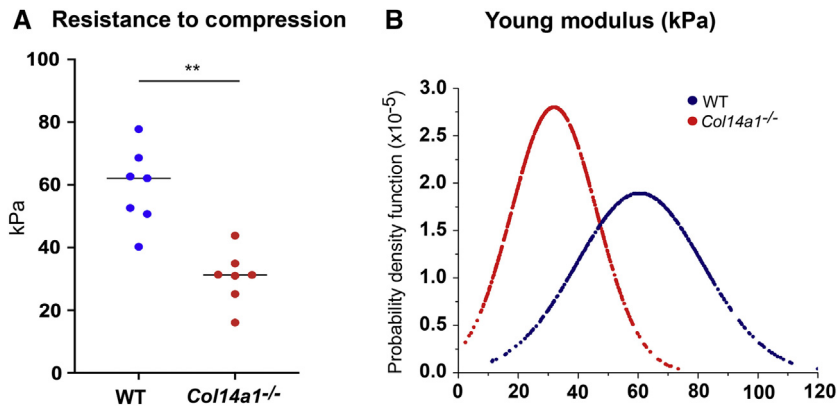 A Resistance to compression
**
100
80
60
40
20
0
kPa
WT Col14a1-/-
B Young modulus (kPa)
3.0
2.5
2.0
1.5
1.0
0.5
0.0
Probability density function (x10-5)
WT
Col14a1-/-
0 20 40 60 80 100 120